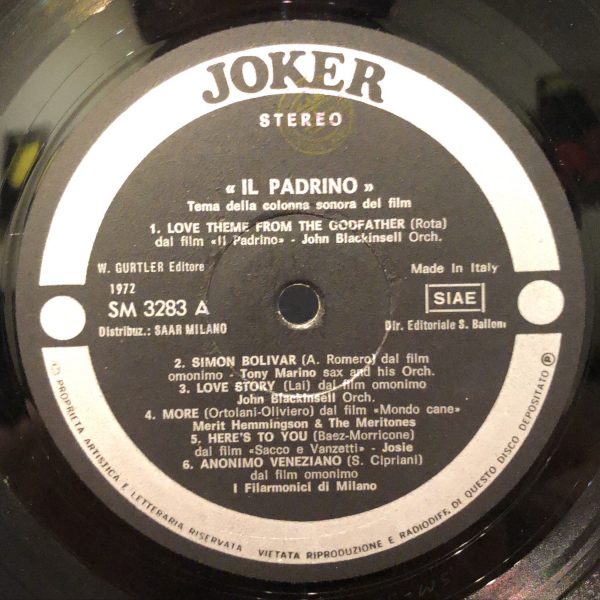 JOKER
STEREO
« IL PADRINO »
Tema della colonna sonora del film
1. LOVE THEME FROM THE GODFATHER (Rota)
dal film «Il Padrino» - John Blackinsell Orch.
W. GURTLER Editore
Made in Italy
1972
SM 3283 A
SIAE
Distribuz.: SAAR MILANO
Dir. Editoriale S. Balloni
2. SIMON BOLIVAR (A. Romero) dal film
omonimo - Tony Marino sax and his Orch.
3. LOVE STORY (Lai) dal film omonimo
John Blackinsell Orch.
4. MORE (Ortolani-Oliviero) dal film «Mondo cane»
Merit Hemmingson & The Meritones
5. HERE'S TO YOU (Baez-Morricone)
dal film «Sacco e Vanzetti» - Josie
6. ANONIMO VENEZIANO (S. Cipriani)
dal film omonimo
I Filarmonici di Milano
© PROPRIETA ARTISTICA E LETTERARIA RISERVATA VIETATA RIPRODUZIONE E RADIODIFF. DI QUESTO DISCO DEPOSITATO ℗